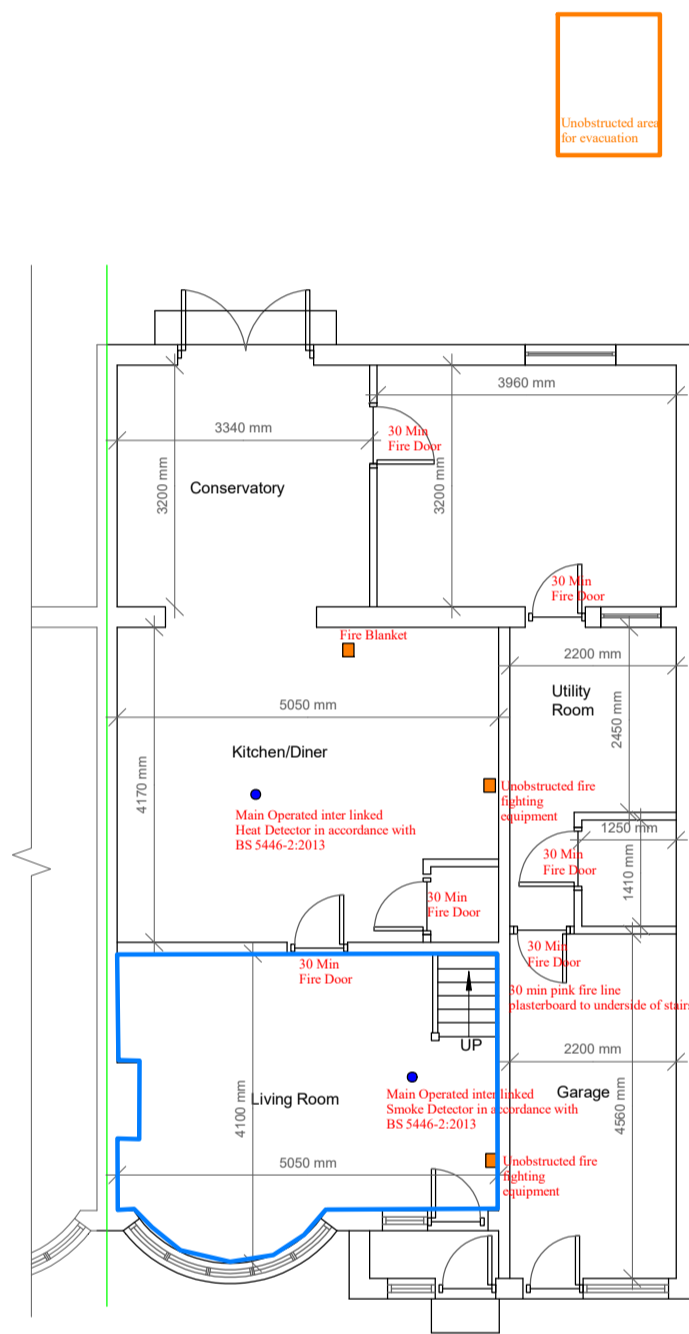 Unobstructed area
for evacuation
3960 mm
3340 mm
30 Min
Fire Door
3200 mm
Conservatory
3200 mm
30 Min
Fire Door
Fire Blanket
2200 mm
Utility
Room
2450 mm
5050 mm
Kitchen/Diner
4170 mm
Unobstructed fire
fighting
equipment
Main Operated inter linked
Heat Detector in accordance with
BS 5446-2:2013
1250 mm
30 Min
Fire Door
1410 mm
30 Min
Fire Door
30 Min
Fire Door
30 Min
Fire Door
30 min pink fire line
plasterboard to underside of stairs
UP
2200 mm
Living Room
4100 mm
Main Operated inter linked
Smoke Detector in accordance with
BS 5446-2:2013
Garage
4560 mm
5050 mm
Unobstructed fire
fighting
equipment